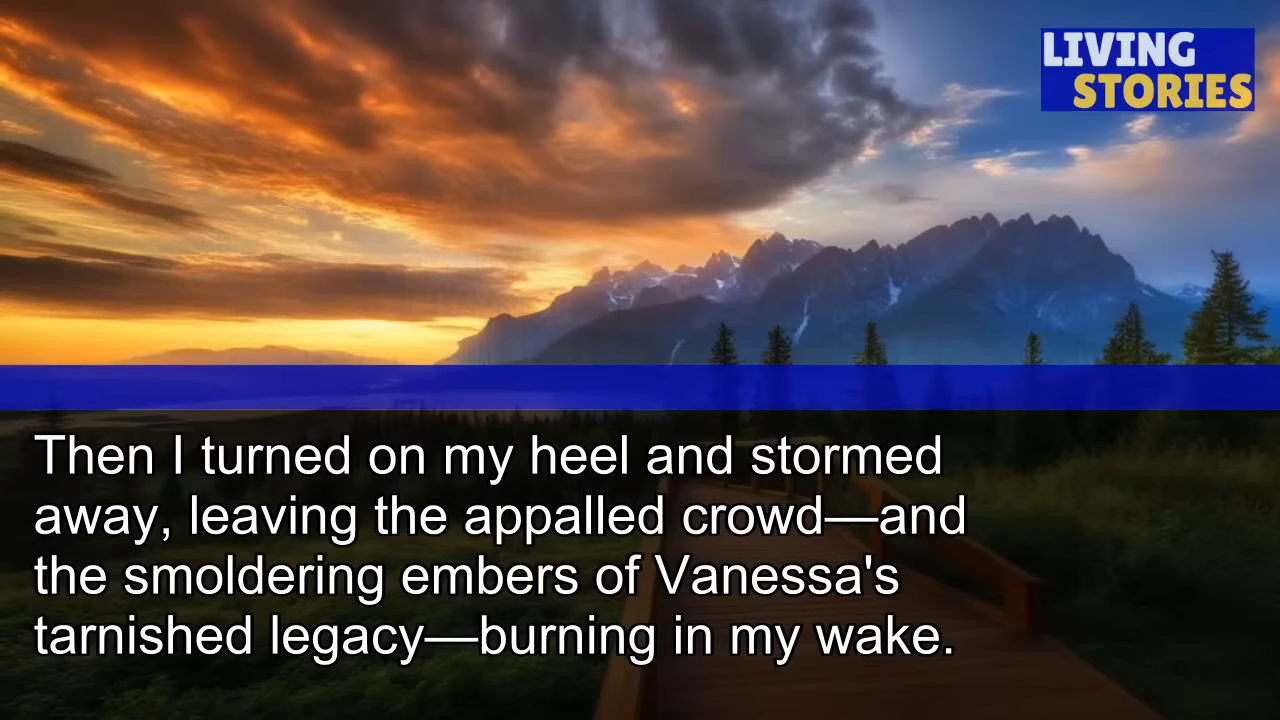 LIVING
STORIES
Then I turned on my heel and stormed
away, leaving the appalled crowd—and
the smoldering embers of Vanessa's
tarnished legacy—burning in my wake.